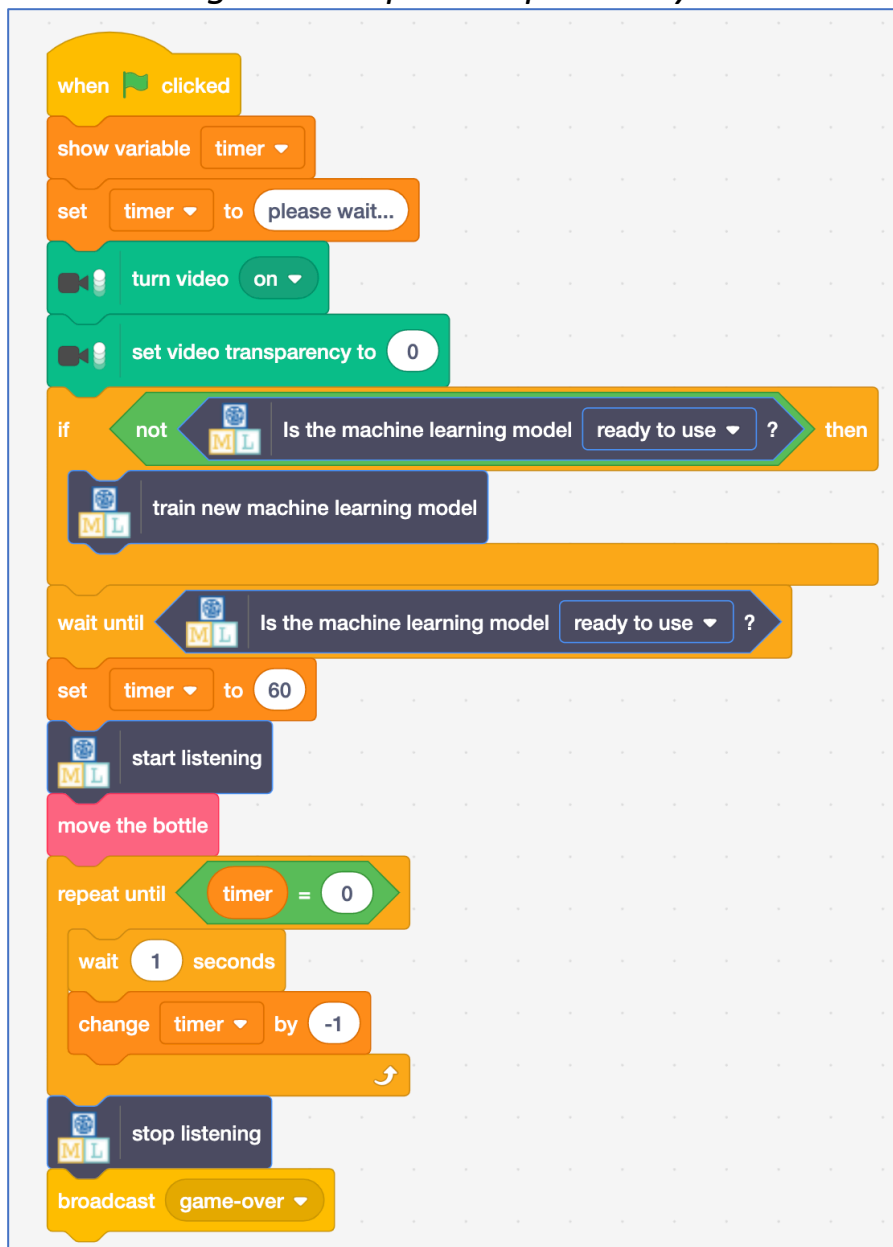 when clicked
show variable timer
set timer to please wait...
turn video on
set video transparency to 0
if not M L Is the machine learning model ready to use ? then
M L train new machine learning model
wait until M L Is the machine learning model ready to use ?
set timer to 60
M L start listening
move the bottle
repeat until timer = 0
wait 1 seconds
change timer by -1
M L stop listening
broadcast game-over